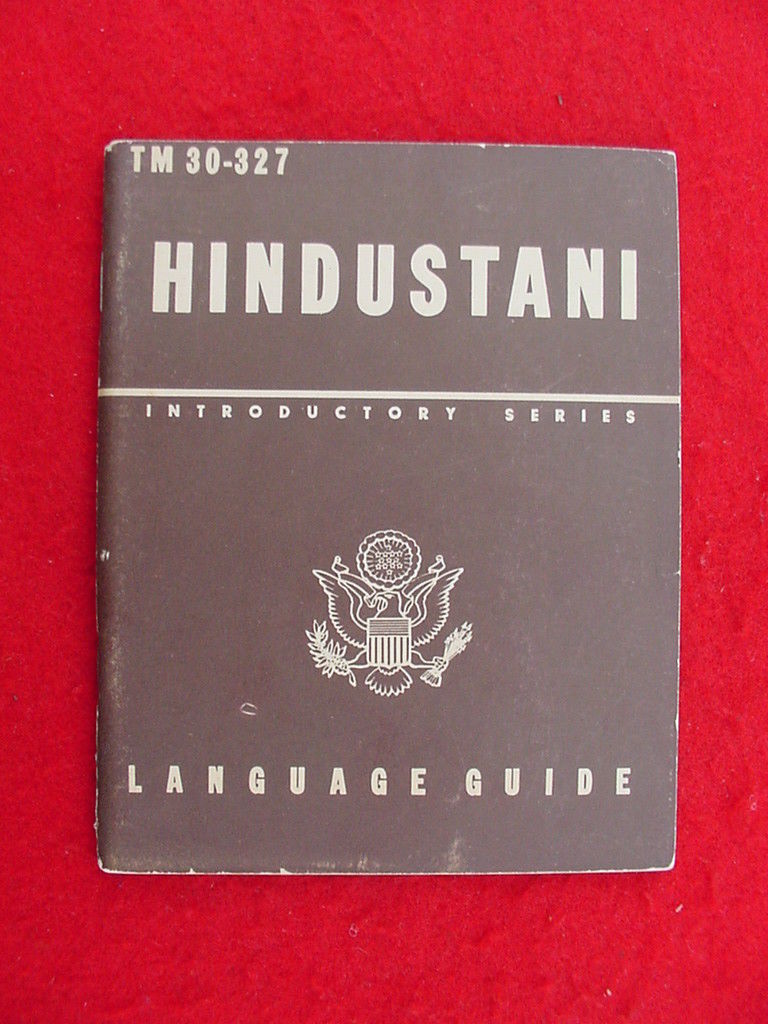 TM 30-327
HINDUSTANI
INTRODUCTORY SERIES
LANGUAGE GUIDE